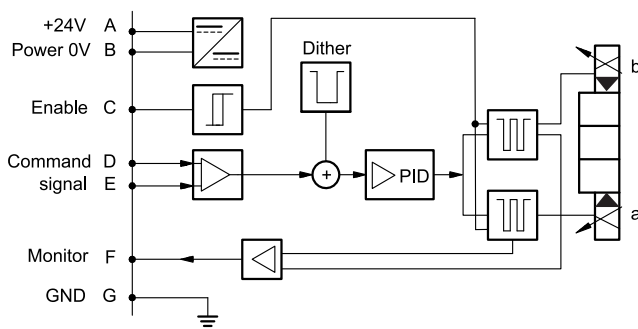 +24V A
Power 0V B
Dither
b
Enable C
Command D
signal E
+
PID
a
Monitor F
GND G